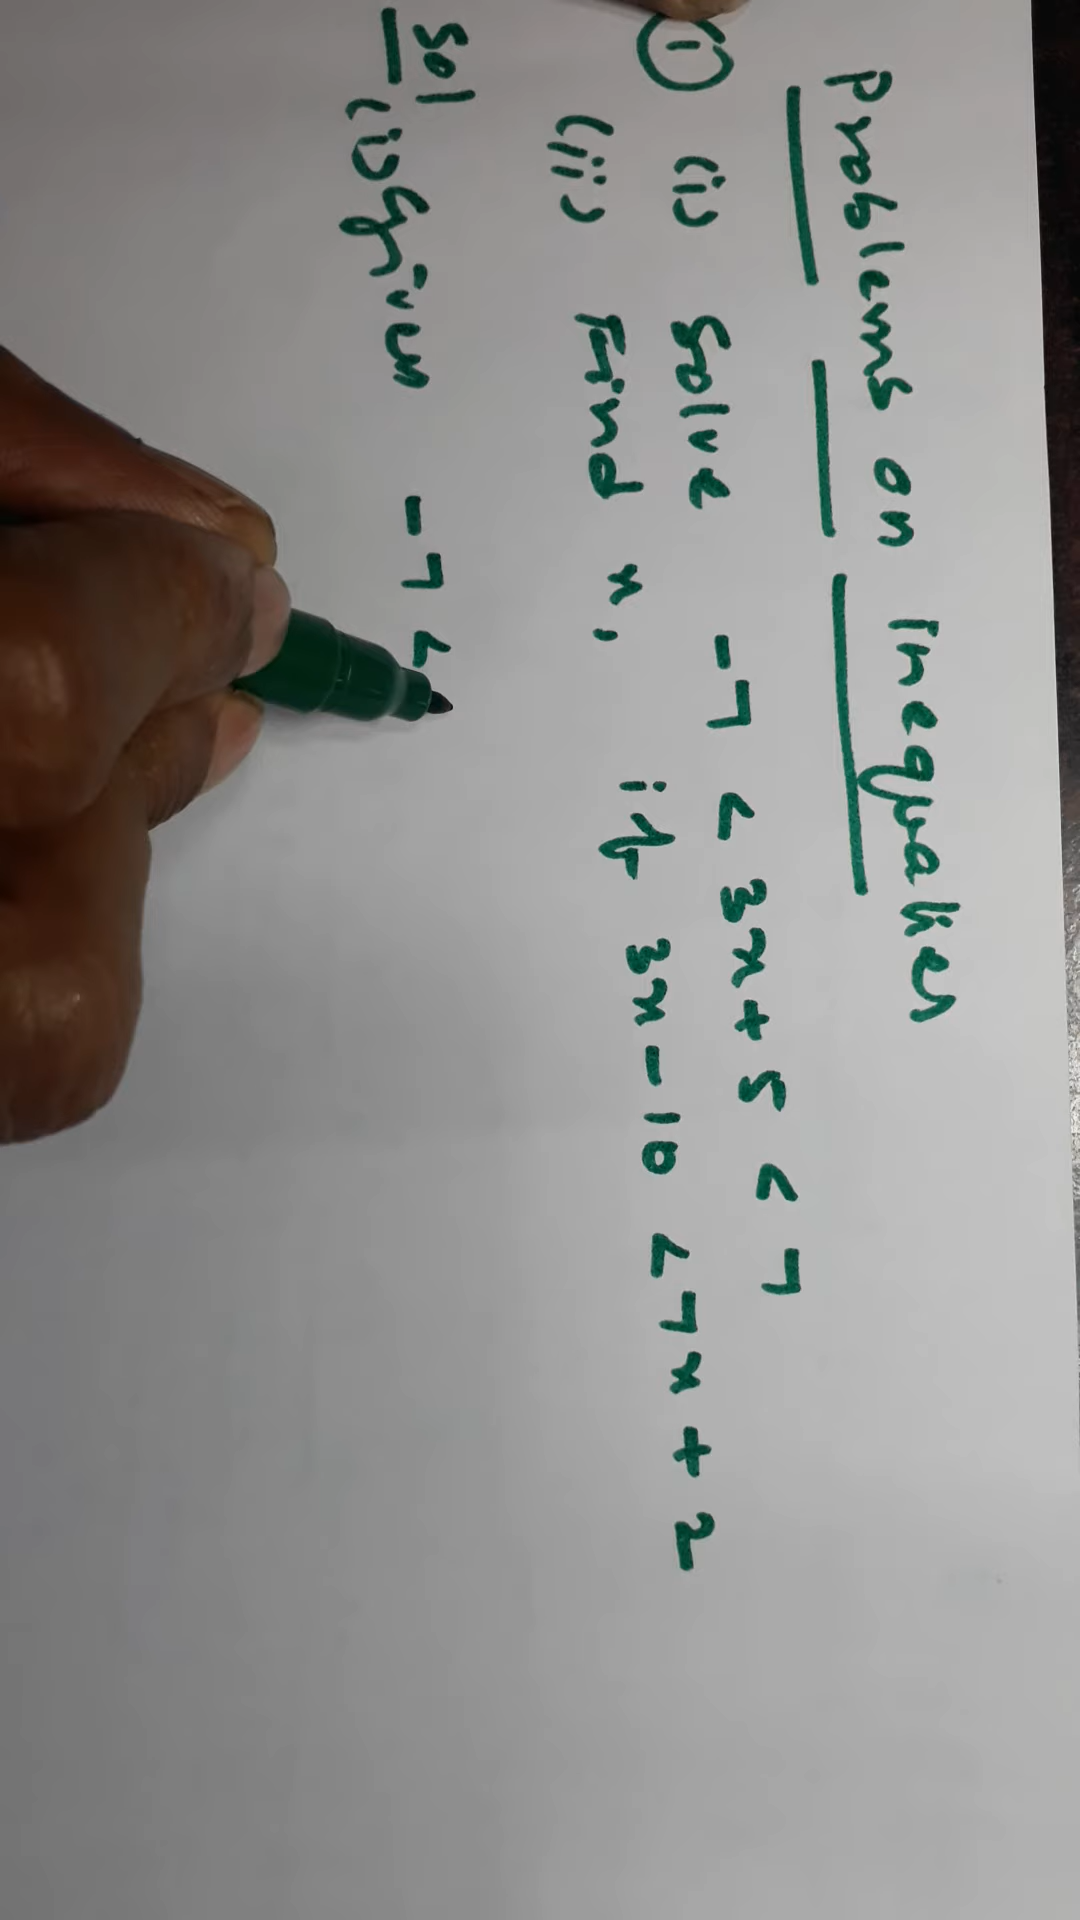 Problems on Inequalities
① (i) Solve -7 < 3x + 5 < 7
(ii) Find x, if 3x - 10 < 7x + 2
Sol
(i) Given -7 <